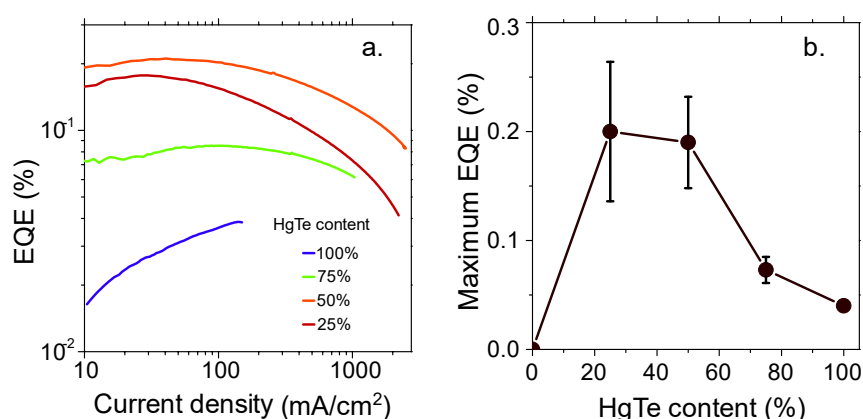 a.
10⁻¹
10⁻²
EQE (%)
HgTe content
100%
75%
50%
25%
10
100
1000
Current density (mA/cm²)
b.
0.3
0.2
0.1
0.0
Maximum EQE (%)
0
20
40
60
80
100
HgTe content (%)